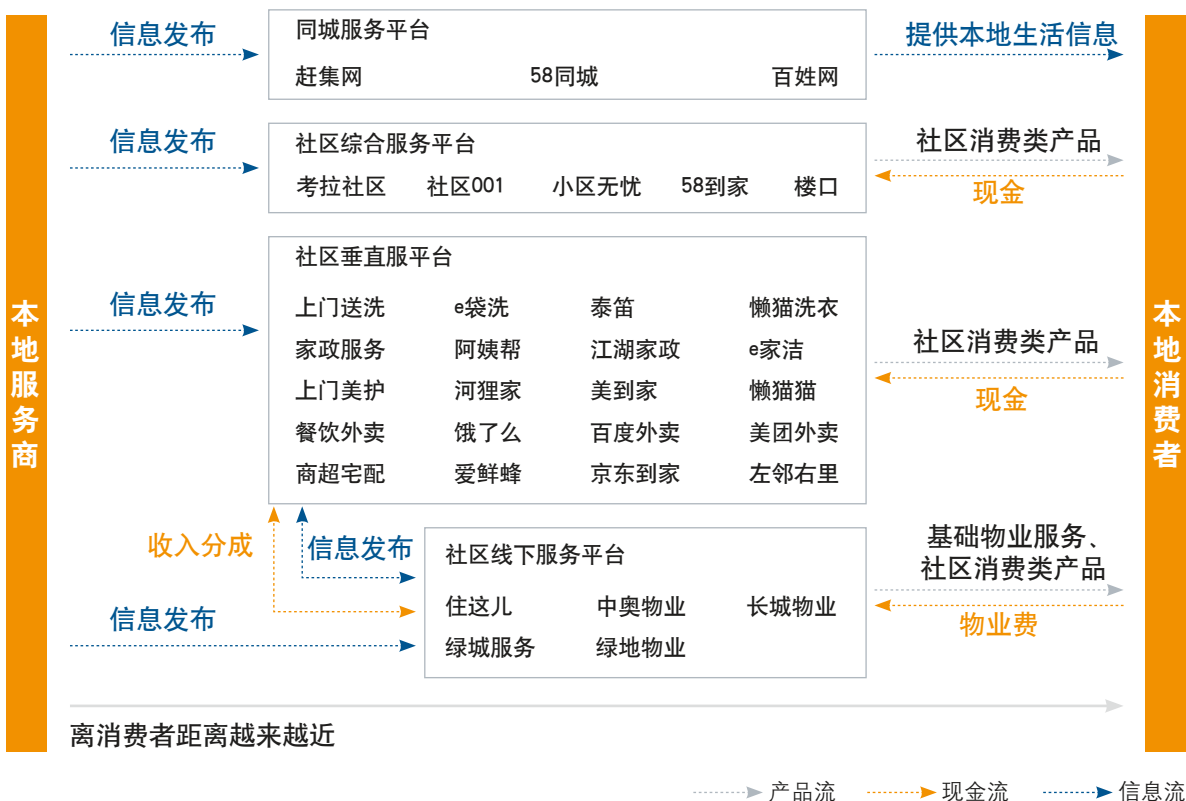 本地服务商
信息发布
同城服务平台
赶集网 58同城 百姓网
提供本地生活信息
信息发布
社区综合服务平台
考拉社区 社区001 小区无忧 58到家 楼口
社区消费类产品
现金
信息发布
社区垂直服平台
上门送洗 e袋洗 泰笛 懒猫洗衣
家政服务 阿姨帮 江湖家政 e家洁
上门美护 河狸家 美到家 懒猫猫
餐饮外卖 饿了么 百度外卖 美团外卖
商超宅配 爱鲜蜂 京东到家 左邻右里
社区消费类产品
现金
收入分成
信息发布
信息发布
社区线下服务平台
住这儿 中奥物业 长城物业
绿城服务 绿地物业
基础物业服务、
社区消费类产品
物业费
本地消费者
离消费者距离越来越近
产品流 现金流 信息流